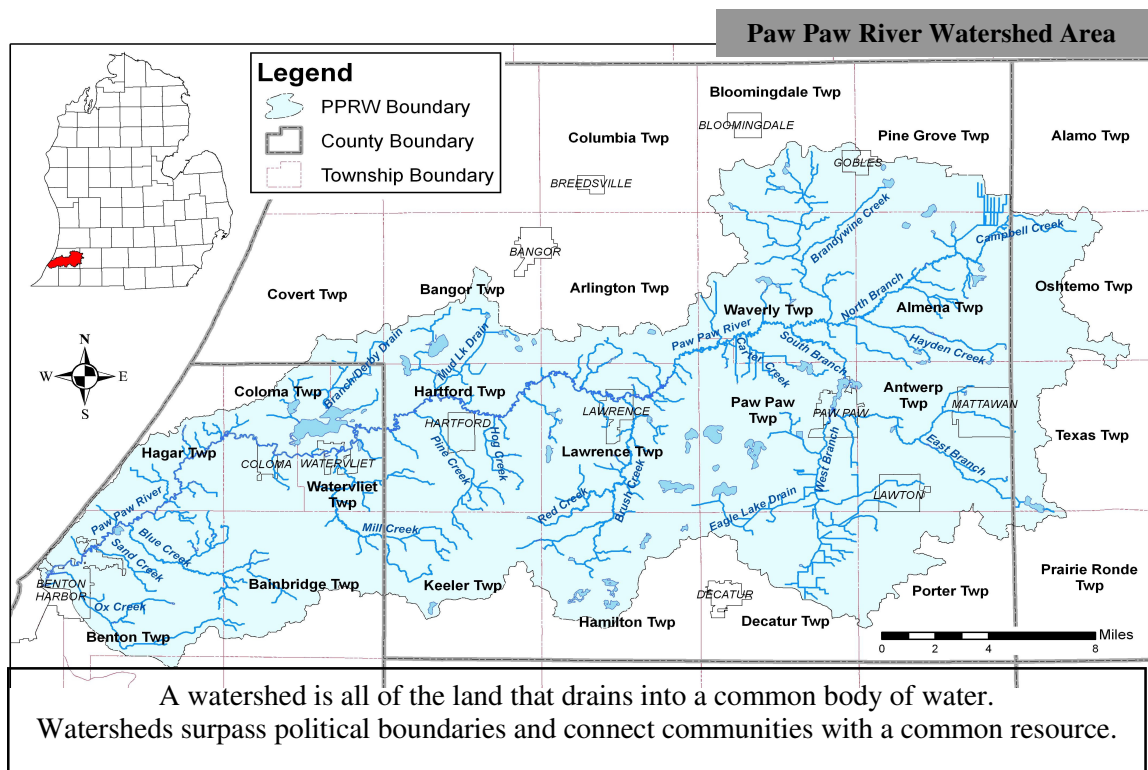 Paw Paw River Watershed Area
Legend
PPRW Boundary
County Boundary
Township Boundary
Bloomingdale Twp
BLOOMINGDALE
Columbia Twp
Pine Grove Twp
Alamo Twp
GOBLES
BREEDSVILLE
Brandywine Creek
Campbell Creek
BANGOR
Covert Twp
Bangor Twp
Arlington Twp
Oshtemo Twp
North Branch
Waverly Twp
Almena Twp
Paw Paw River
South Branch
Hayden Creek
Carter Creek
N
W
E
S
Branch/Derby Drain
Mud Lk Drain
Coloma Twp
Hartford Twp
Antwerp
Twp
MATTAWAN
LAWRENCE
Paw Paw
Twp
PAW PAW
HARTFORD
Hog Creek
Pine Creek
Hagar Twp
COLOMA
WATERVLIET
Lawrence Twp
Texas Twp
East Branch
West Branch
Watervliet
Twp
Brush Creek
Red Creek
Eagle Lake Drain
LAWTON
Paw Paw River
Mill Creek
Blue Creek
Sand Creek
BENTON
HARBOR
Bainbridge Twp
Keeler Twp
Prairie Ronde
Twp
Porter Twp
DECATUR
Ox Creek
Hamilton Twp
Decatur Twp
Benton Twp
Miles
0 2 4 8
A watershed is all of the land that drains into a common body of water.
Watersheds surpass political boundaries and connect communities with a common resource.